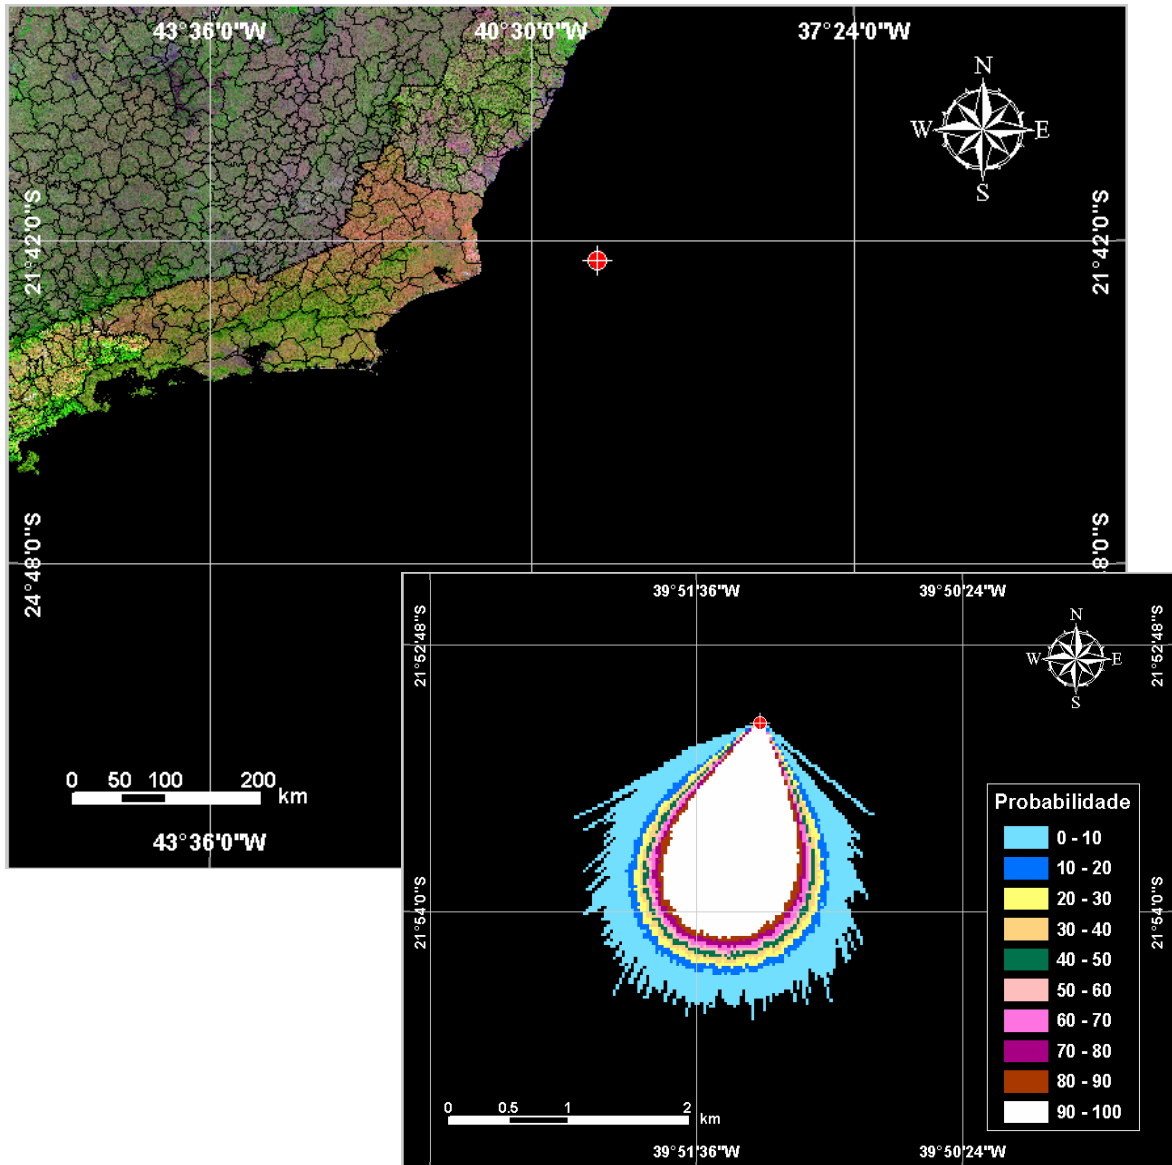 43°36'0"W 40°30'0"W 37°24'0"W
N
W E
S
21°42'0"S 21°42'0"S
24°48'0"S 8'0"S
0 50 100 200
km
43°36'0"W
39°51'36"W 39°50'24"W
21°52'48"S 21°52'48"S
N
W E
S
Probabilidade
0 - 10
10 - 20
20 - 30
30 - 40
40 - 50
50 - 60
60 - 70
70 - 80
80 - 90
90 - 100
21°54'0"S 21°54'0"S
0 0.5 1 2
km
39°51'36"W 39°50'24"W